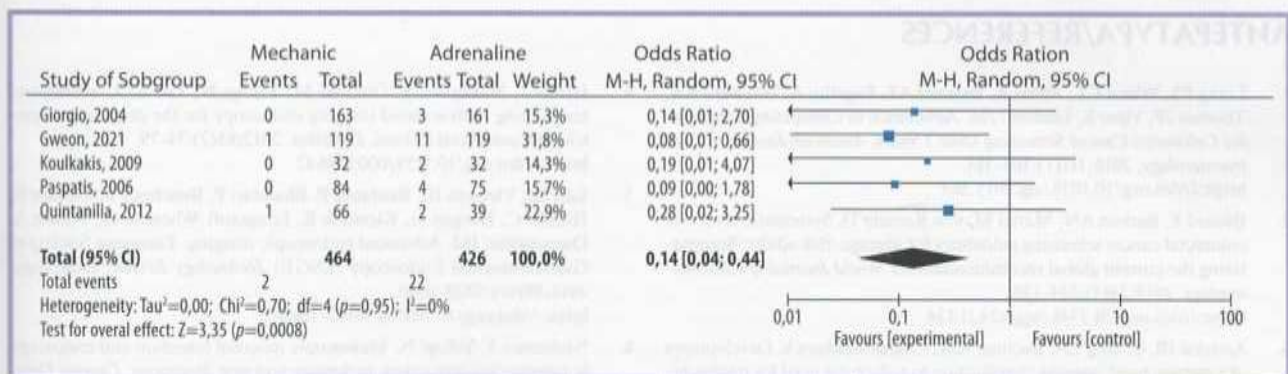 Mechanic Adrenaline Odds Ratio Odds Ration
Study of Sobgroup Events Total Events Total Weight M-H, Random, 95% CI M-H, Random, 95% CI
Giorgio, 2004 0 163 3 161 15,3% 0,14 [0,01; 2,70]
Gweon, 2021 1 119 11 119 31,8% 0,08 [0,01; 0,66]
Koulkakis, 2009 0 32 2 32 14,3% 0,19 [0,01; 4,07]
Paspatis, 2006 0 84 4 75 15,7% 0,09 [0,00; 1,78]
Quintanilla, 2012 1 66 2 39 22,9% 0,28 [0,02; 3,25]
Total (95% CI) 464 426 100,0% 0,14 [0,04; 0,44]
Total events 2 22
Heterogeneity: Tau²=0,00; Chi²=0,70; df=4 (p=0,95); I²=0%
Test for overal effect: Z=3,35 (p=0,0008)
0,01 0,1 1 10 100
Favours [experimental] Favours [control]